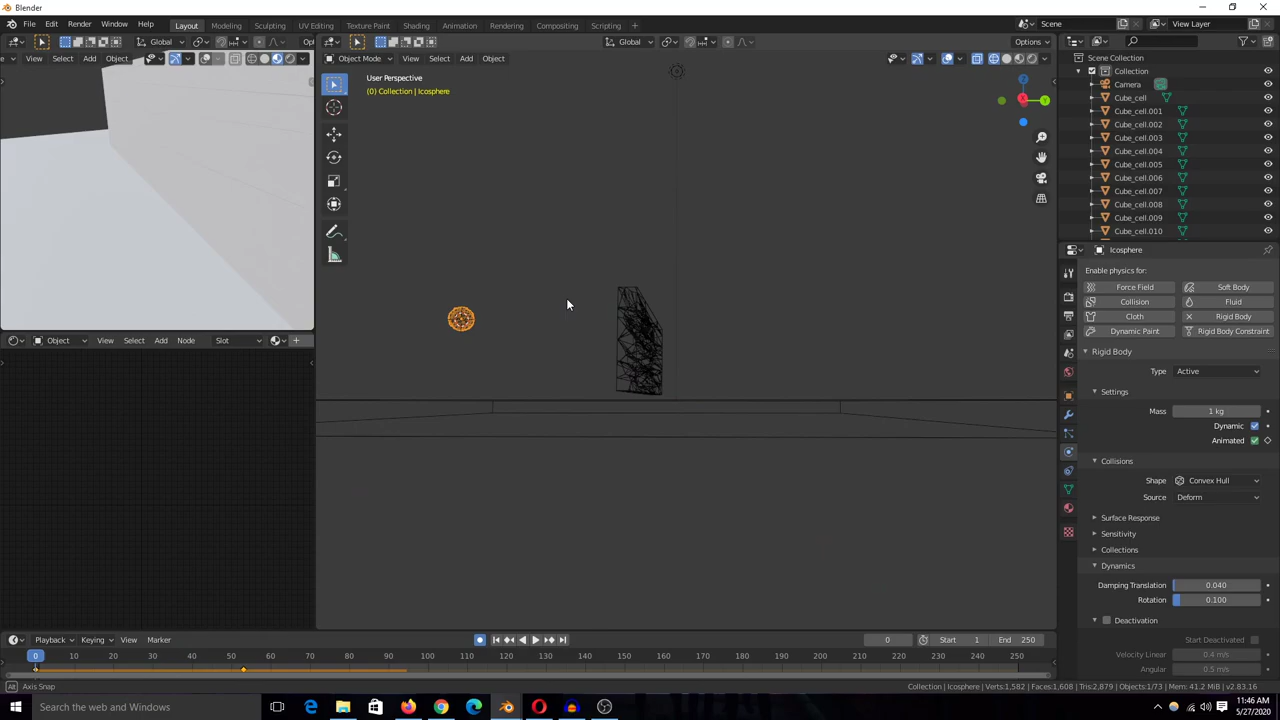 Blender
File Edit Render Window Help Layout Modeling Sculpting UV Editing Texture Paint Shading Animation Rendering Compositing Scripting + Scene View Layer
Global Op Global Options
View Select Add Object Object Mode View Select Add Object
User Perspective
(0) Collection | Icosphere
Scene Collection
Collection
Camera
Cube_cell
Cube_cell.001
Cube_cell.002
Cube_cell.003
Cube_cell.004
Cube_cell.005
Cube_cell.006
Cube_cell.007
Cube_cell.008
Cube_cell.009
Cube_cell.010
Icosphere
Enable physics for:
Force Field Soft Body
Collision Fluid
Cloth Rigid Body
Dynamic Paint Rigid Body Constraint
Rigid Body
Type Active
Settings
Mass 1 kg
Dynamic
Animated
Collisions
Shape Convex Hull
Source Deform
Surface Response
Sensitivity
Collections
Dynamics
Damping Translation 0.040
Rotation 0.100
Deactivation
Start Deactivated
Velocity Linear 0.4 m/s
Angular 0.5 m/s
Object View Select Add Node Slot
Playback Keying View Marker 0 Start 1 End 250
0 10 20 30 40 50 60 70 80 90 100 110 120 130 140 150 160 170 180 190 200 210 220 230 240 250
Axis Snap Collection | Icosphere | Verts:1,582 | Faces:1,608 | Tris:2,879 | Objects:1/73 | Mem: 41.2 MiB | v2.83.16
Search Windows
11:46 AM
5/27/2020